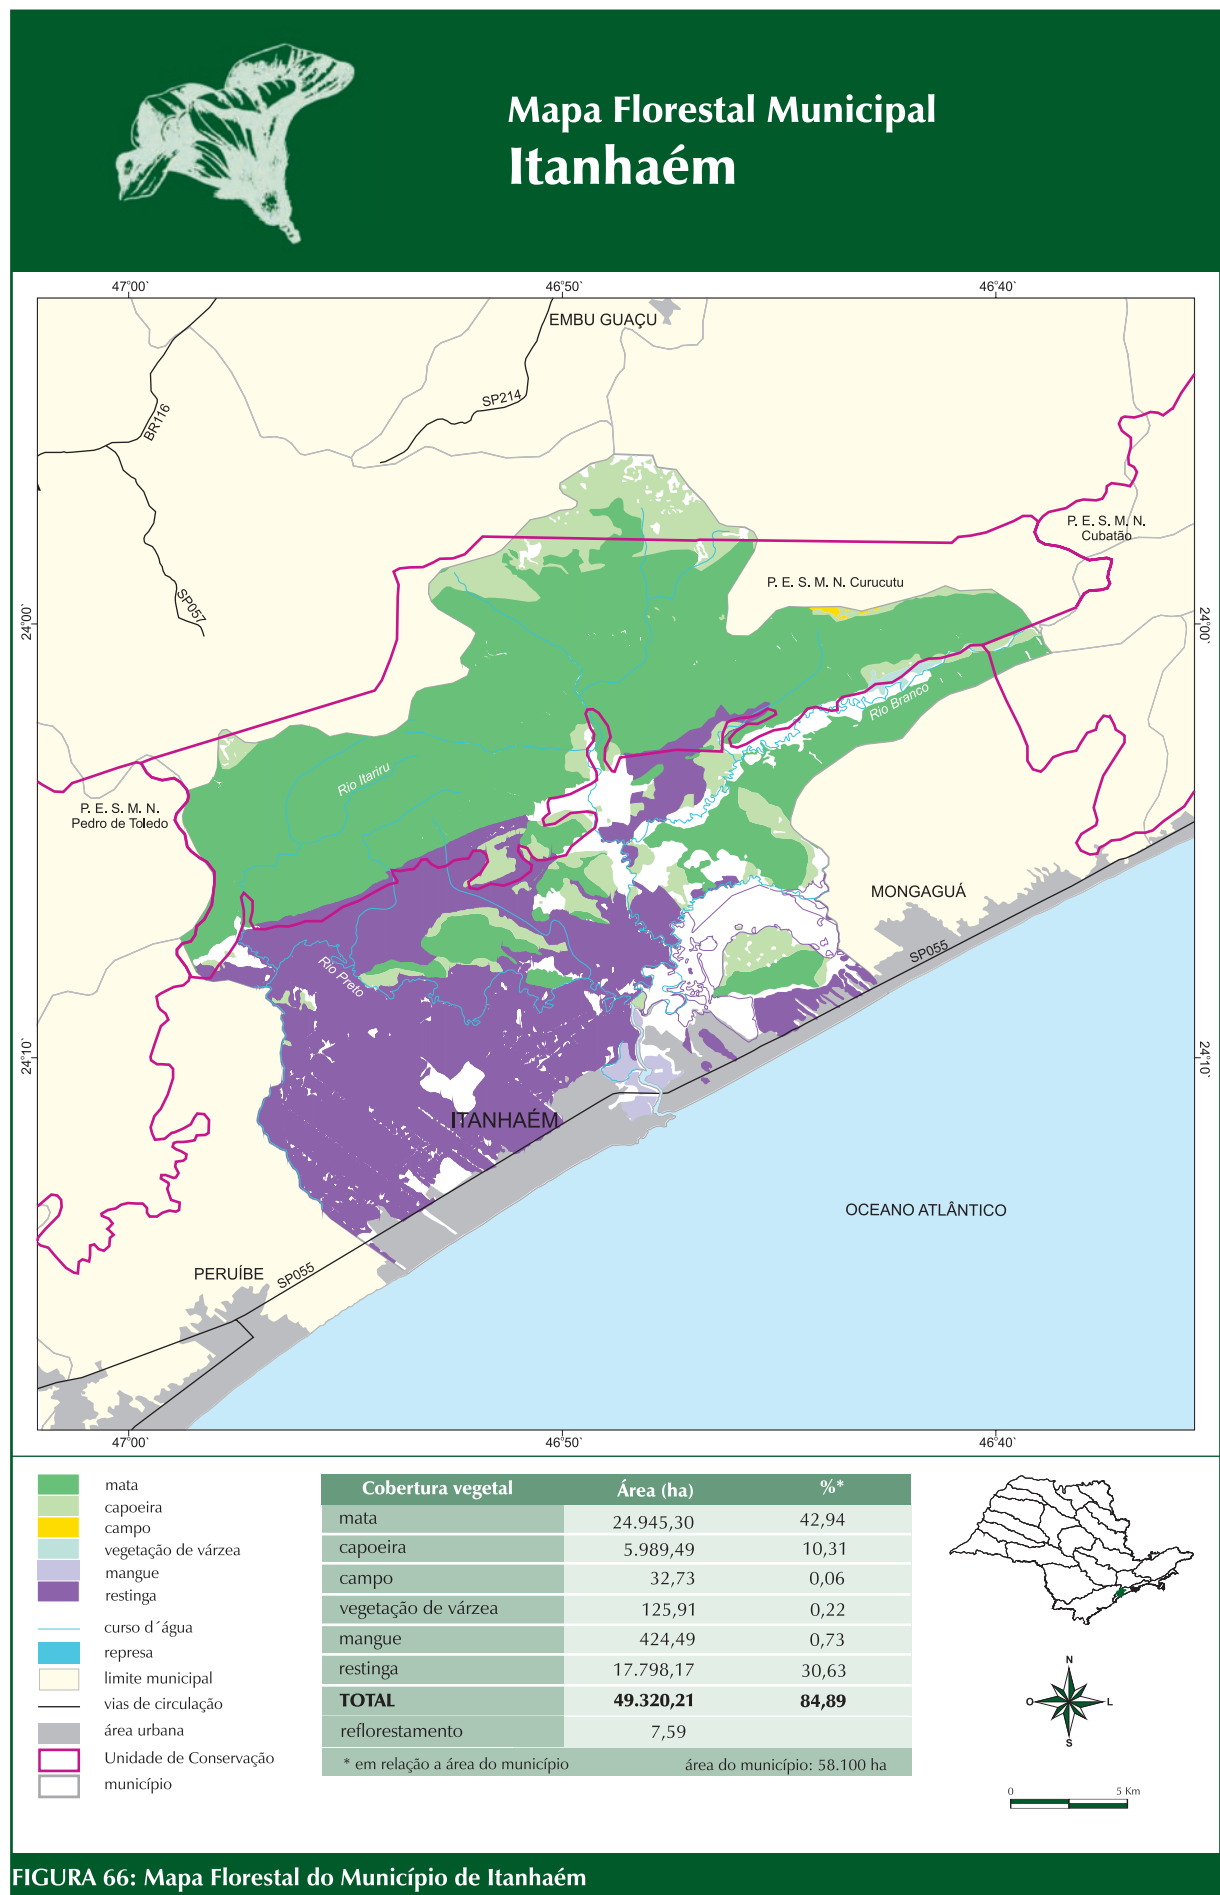 Mapa Florestal Municipal
Itanhaém
47°00`
46°50`
46°40`
EMBU GUAÇU
SP214
BR116
P. E. S. M. N.
Cubatão
P. E. S. M. N. Curucutu
SP057
24°00`
24°00`
Rio Branco
Rio Itariru
P. E. S. M. N.
Pedro de Toledo
MONGAGUÁ
SP055
Rio Preto
24°10`
24°10`
ITANHAÉM
OCEANO ATLÂNTICO
PERUÍBE
SP055
47°00`
46°50`
46°40`
mata
capoeira
campo
vegetação de várzea
mangue
restinga
curso d´água
represa
limite municipal
vias de circulação
área urbana
Unidade de Conservação
município
Cobertura vegetal Área (ha) %*
mata 24.945,30 42,94
capoeira 5.989,49 10,31
campo 32,73 0,06
vegetação de várzea 125,91 0,22
mangue 424,49 0,73
restinga 17.798,17 30,63
TOTAL 49.320,21 84,89
reflorestamento 7,59
* em relação a área do município área do município: 58.100 ha
N
O L
S
0 5 Km
FIGURA 66: Mapa Florestal do Município de Itanhaém